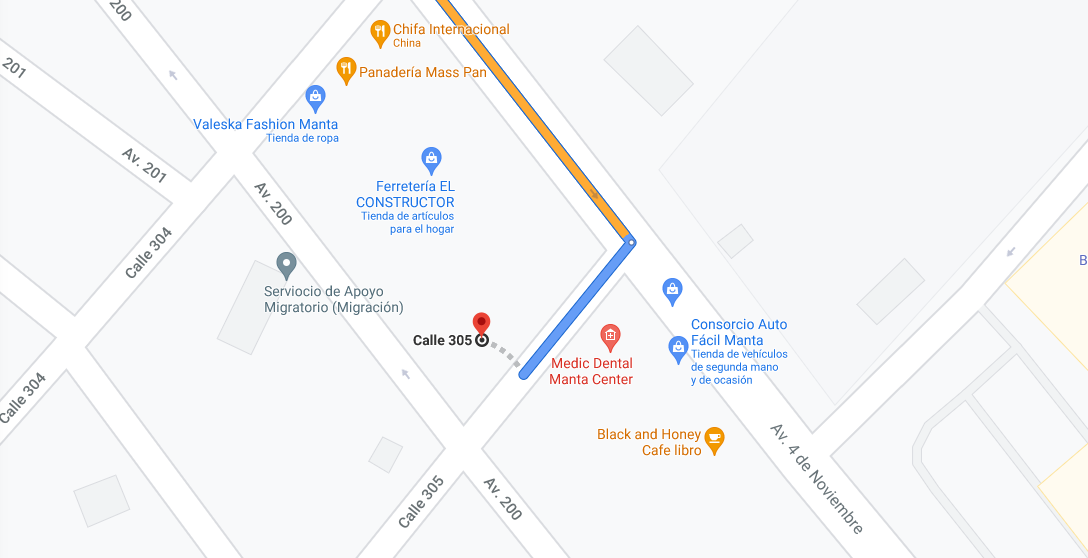 200
Chifa Internacional
China
201
Panadería Mass Pan
Valeska Fashion Manta
Tienda de ropa
Av. 201
Ferretería EL
CONSTRUCTOR
Tienda de artículos
para el hogar
Av. 200
Calle 304
B
Serviocio de Apoyo
Migratorio (Migración)
Calle 305
Consorcio Auto
Fácil Manta
Tienda de vehículos
de segunda mano
y de ocasión
Medic Dental
Manta Center
Calle 304
Black and Honey
Cafe libro
Av. 4 de Noviembre
Calle 305
Av. 200